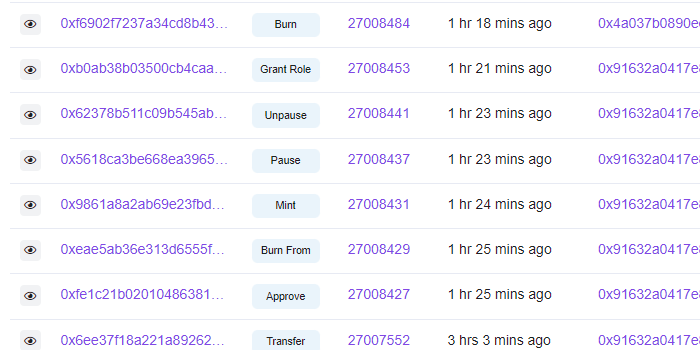 0xf6902f7237a34cd8b43... Burn 27008484 1 hr 18 mins ago 0x4a037b0890e
0xb0ab38b03500cb4caa... Grant Role 27008453 1 hr 21 mins ago 0x91632a0417e
0x62378b511c09b545ab... Unpause 27008441 1 hr 23 mins ago 0x91632a0417e
0x5618ca3be668ea3965... Pause 27008437 1 hr 23 mins ago 0x91632a0417e
0x9861a8a2ab69e23fbd... Mint 27008431 1 hr 24 mins ago 0x91632a0417e
0xeae5ab36e313d6555f... Burn From 27008429 1 hr 25 mins ago 0x91632a0417e
0xfe1c21b02010486381... Approve 27008427 1 hr 25 mins ago 0x91632a0417e
0x6ee37f18a221a89262... Transfer 27007552 3 hrs 3 mins ago 0x91632a0417e